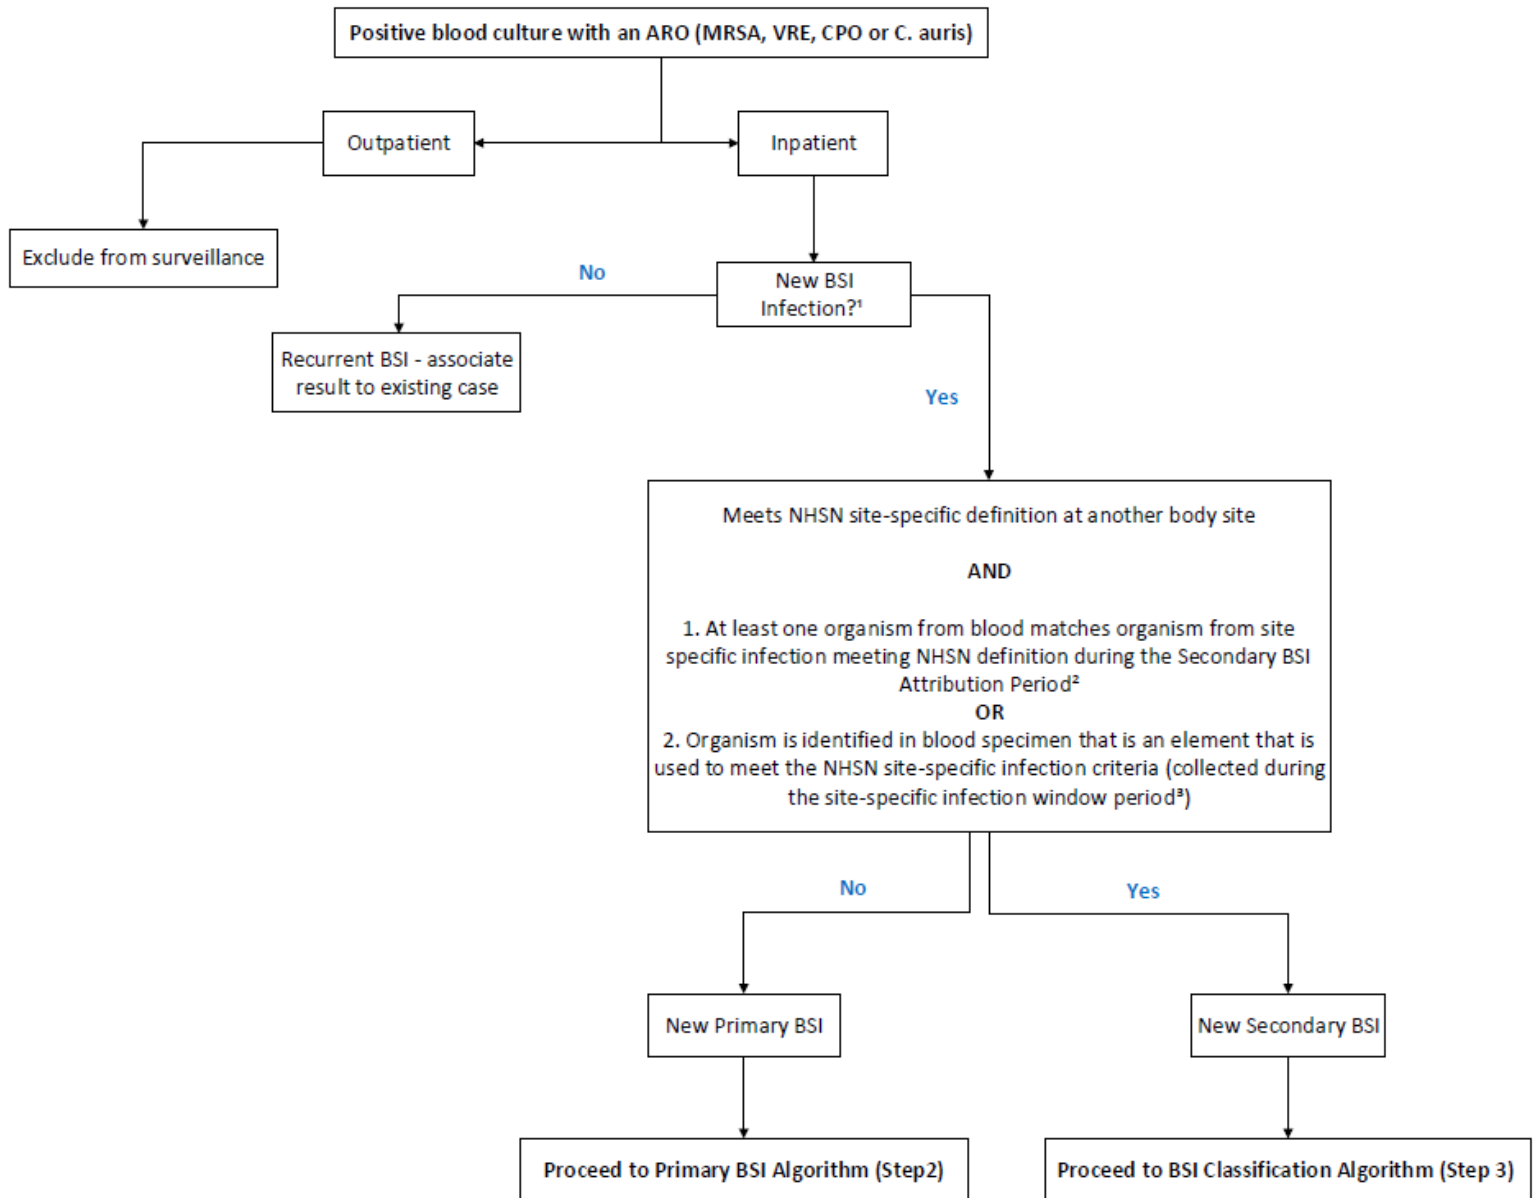 Positive blood culture with an ARO (MRSA, VRE, CPO or C. auris)
Outpatient
Inpatient
Exclude from surveillance
No
New BSI
Infection?¹
Recurrent BSI - associate
result to existing case
Yes
Meets NHSN site-specific definition at another body site
AND
1. At least one organism from blood matches organism from site
specific infection meeting NHSN definition during the Secondary BSI
Attribution Period²
OR
2. Organism is identified in blood specimen that is an element that is
used to meet the NHSN site-specific infection criteria (collected during
the site-specific infection window period³)
No
Yes
New Primary BSI
New Secondary BSI
Proceed to Primary BSI Algorithm (Step2)
Proceed to BSI Classification Algorithm (Step 3)